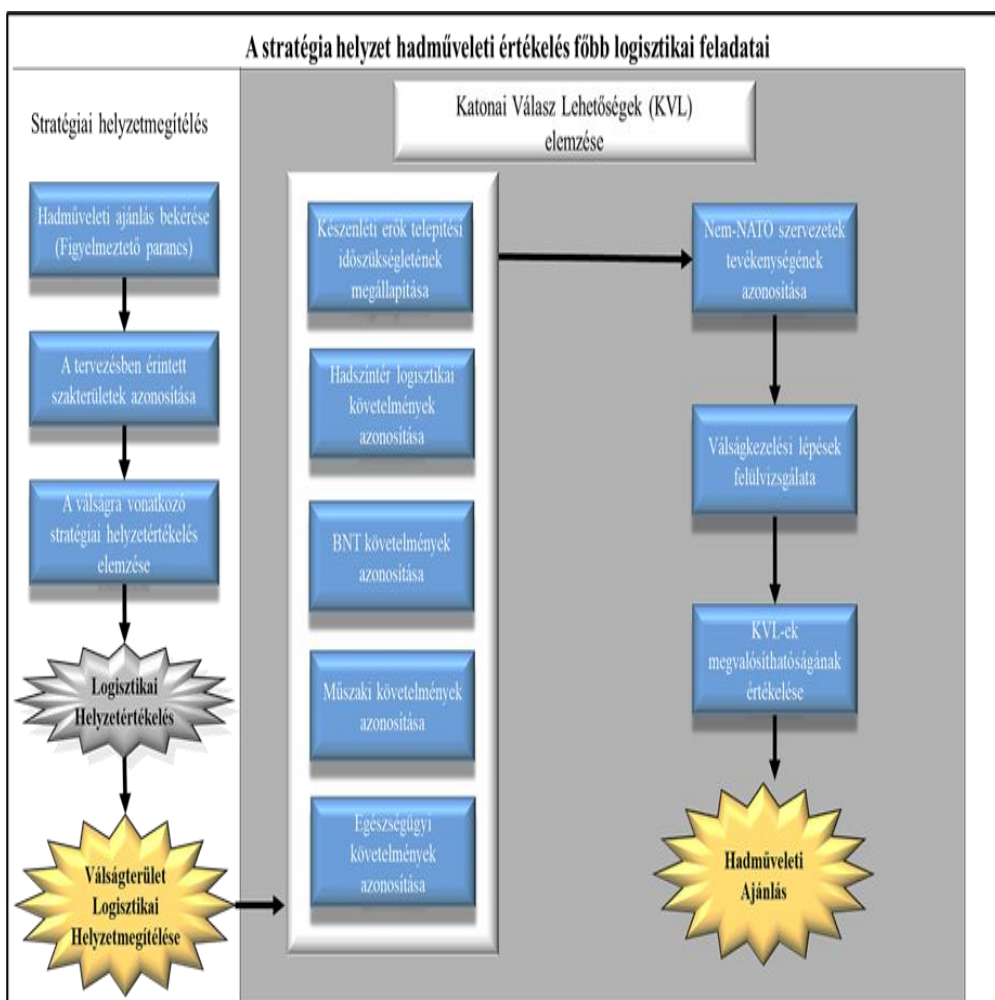 A stratégia helyzet hadműveleti értékelés főbb logisztikai feladatai
Stratégiai helyzetmegítélés
Hadműveleti ajánlás bekérése
(Figyelmeztető parancs)
A tervezésben érintett
szakterületek azonosítása
A válságra vonatkozó
stratégiai helyzetértékelés
elemzése
Logisztikai
Helyzetértékelés
Válságterület
Logisztikai
Helyzetmegítélése
Katonai Válasz Lehetőségek (KVL)
elemzése
Készenléti erők telepítési
időszükségletének
megállapítása
Hadszíntér logisztikai
követelmények
azonosítása
BNT követelmények
azonosítása
Műszaki követelmények
azonosítása
Egészségügyi
követelmények
azonosítása
Nem-NATO szervezetek
tevékenységének
azonosítása
Válságkezelési lépések
felülvizsgálata
KVL-ek
megvalósíthatóságának
értékelése
Hadműveleti
Ajánlás